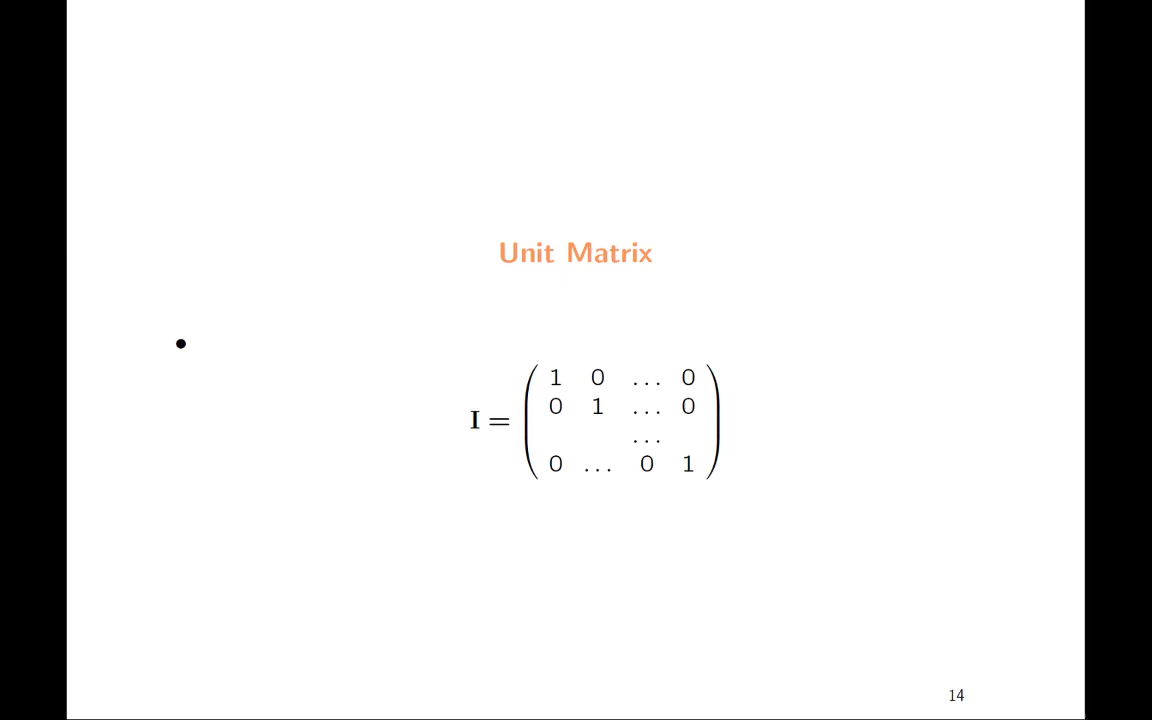 Unit Matrix
•
1 0 ... 0
0 1 ... 0
I =
...
0 ... 0 1
14